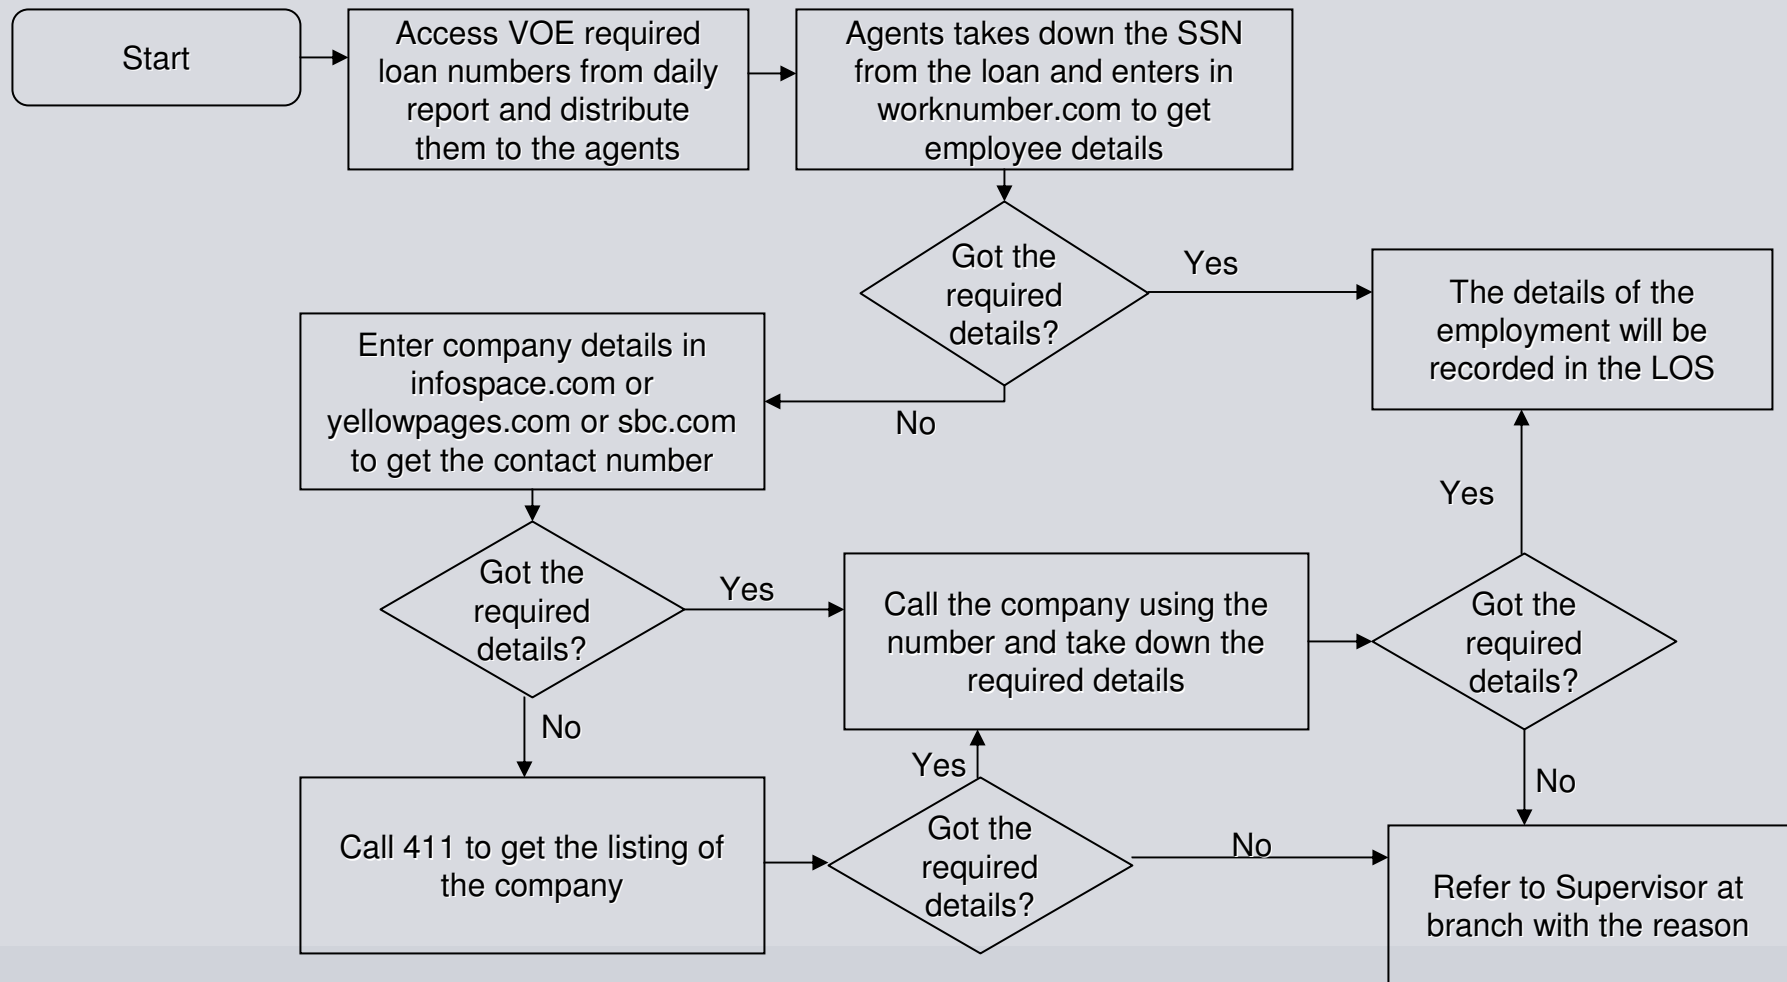 Start
Access VOE required
loan numbers from daily
report and distribute
them to the agents
Agents takes down the SSN
from the loan and enters in
worknumber.com to get
employee details
Got the
required
details?
Yes
No
The details of the
employment will be
recorded in the LOS
Enter company details in
infospace.com or
yellowpages.com or sbc.com
to get the contact number
Got the
required
details?
Yes
No
Call the company using the
number and take down the
required details
Got the
required
details?
Yes
No
Call 411 to get the listing of
the company
Got the
required
details?
Yes
No
Refer to Supervisor at
branch with the reason